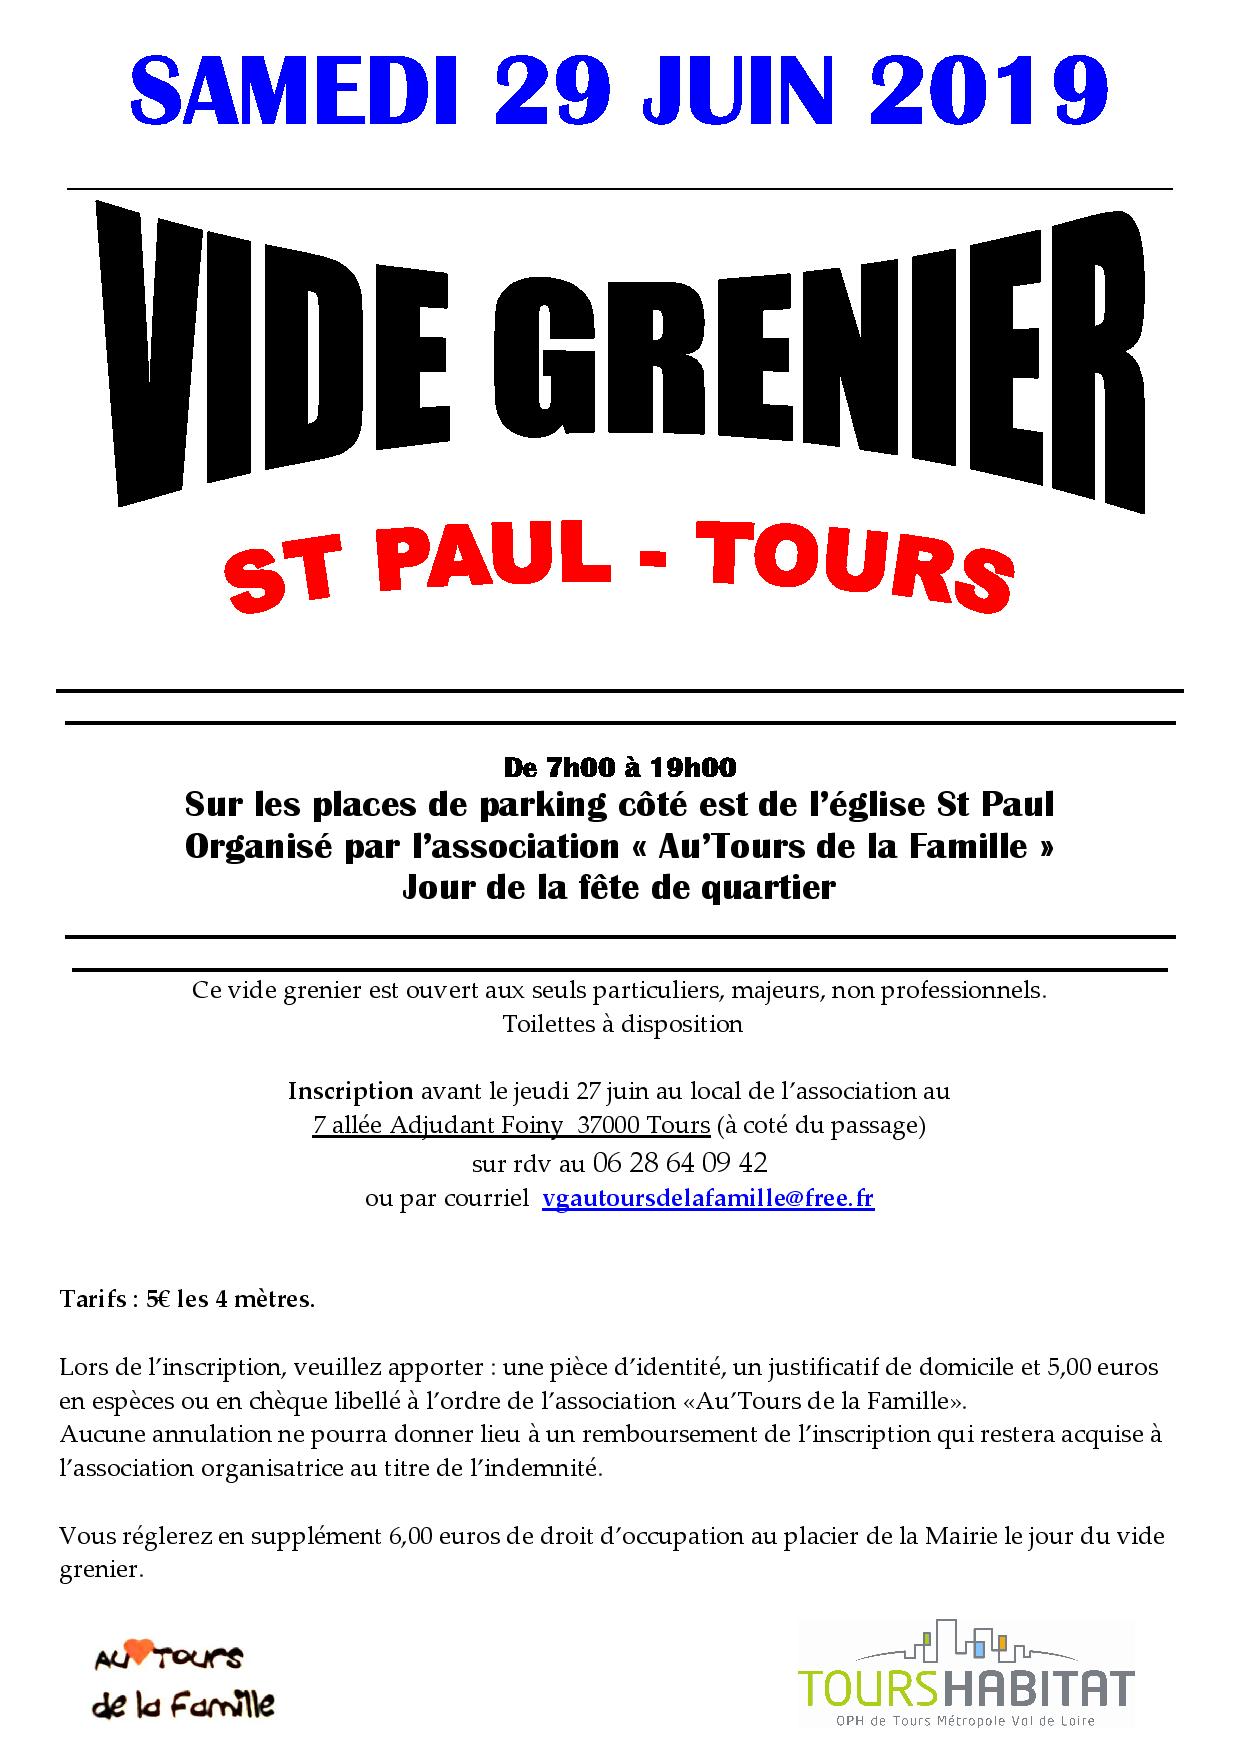 SAMEDI 29 JUIN 2019
VIDE GRENIER
ST PAUL - TOURS
De 7h00 à 19h00
Sur les places de parking côté est de l’église St Paul
Organisé par l’association « Au’Tours de la Famille »
Jour de la fête de quartier
Ce vide grenier est ouvert aux seuls particuliers, majeurs, non professionnels.
Toilettes à disposition
Inscription avant le jeudi 27 juin au local de l’association au
7 allée Adjudant Foiny 37000 Tours (à coté du passage)
sur rdv au 06 28 64 09 42
ou par courriel vgautoursdelafamille@free.fr
Tarifs : 5€ les 4 mètres.
Lors de l’inscription, veuillez apporter : une pièce d’identité, un justificatif de domicile et 5,00 euros
en espèces ou en chèque libellé à l’ordre de l’association «Au’Tours de la Famille».
Aucune annulation ne pourra donner lieu à un remboursement de l’inscription qui restera acquise à
l’association organisatrice au titre de l’indemnité.
Vous réglerez en supplément 6,00 euros de droit d’occupation au placier de la Mairie le jour du vide
grenier.
AU TOURS
de la Famille
TOURSHABITAT
OPH de Tours Métropole Val de Loire